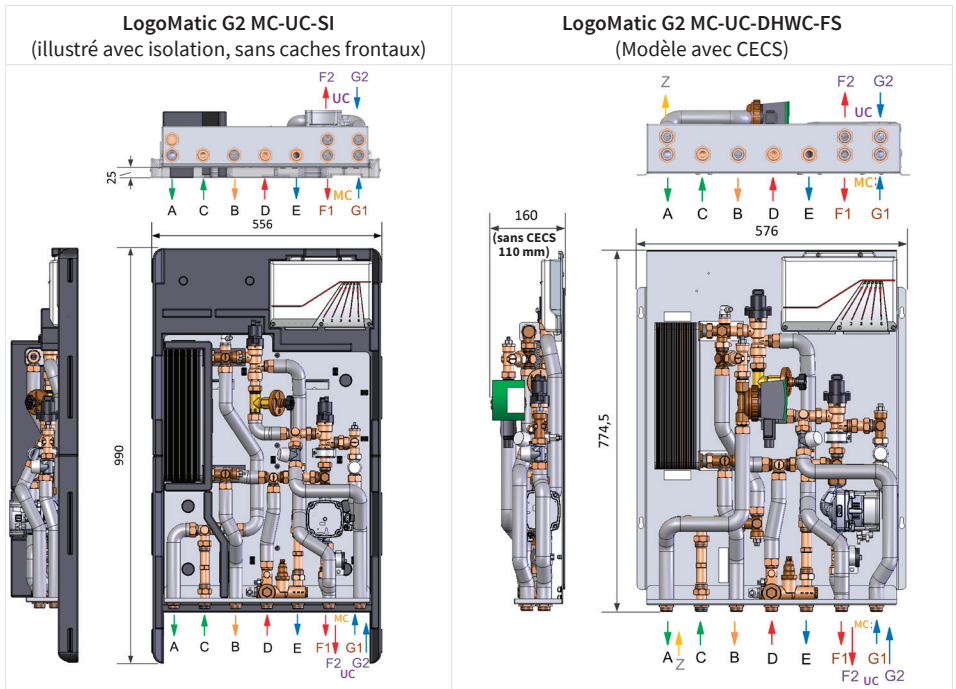 LogoMatic G2 MC-UC-SI
(illustré avec isolation, sans caches frontaux)
F2 G2
UC
25
A C B D E F1 MC G1
556
990
A C B D E F1 MC G1
F2 UC G2
LogoMatic G2 MC-UC-DHWC-FS
(Modèle avec CECS)
Z F2 G2
UC
A C B D E F1 MC G1
160
(sans CECS
110 mm)
576
774,5
A Z C B D E F1 MC G1
F2 UC G2